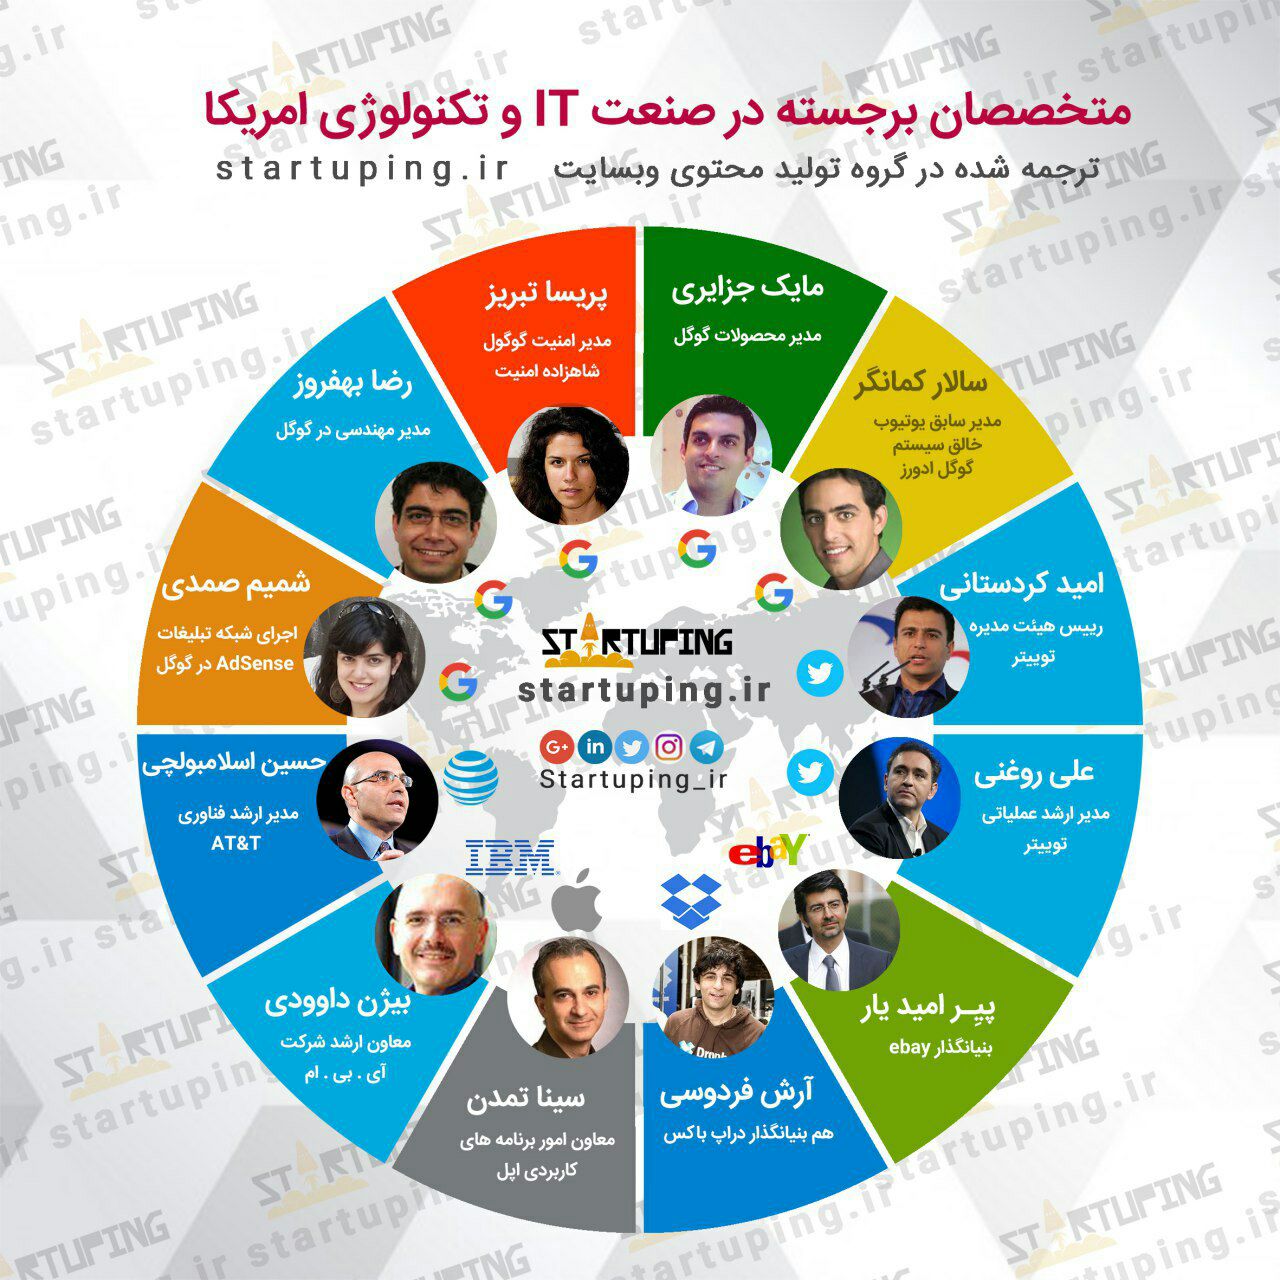 متخصصان برجسته در صنعت IT و تکنولوژی امریکا
ترجمه شده در گروه تولید محتوی وبسایت startuping.ir
مایک جزایری
مدیر محصولات گوگل
سالار کمانگر
مدیر سابق یوتیوب
خالق سیستم
گوگل ادورز
امید کردستانی
رییس هیئت مدیره
توییتر
علی روغنی
مدیر ارشد عملیاتی
توییتر
پیِـر امید یار
بنیانگذار ebay
آرش فردوسی
هم بنیانگذار دراپ باکس
سینا تمدن
معاون امور برنامه های
کاربردی اپل
بیژن داوودی
معاون ارشد شرکت
آی . بی . ام
حسین اسلامبولچی
مدیر ارشد فناوری
AT&T
شمیم صمدی
اجرای شبکه تبلیغات
AdSense در گوگل
رضا بهفروز
مدیر مهندسی در گوگل
پریسا تبریز
مدیر امنیت گوگول
شاهزاده امنیت
STARTUPING
startuping.ir
Startuping_ir
IBM
ebay